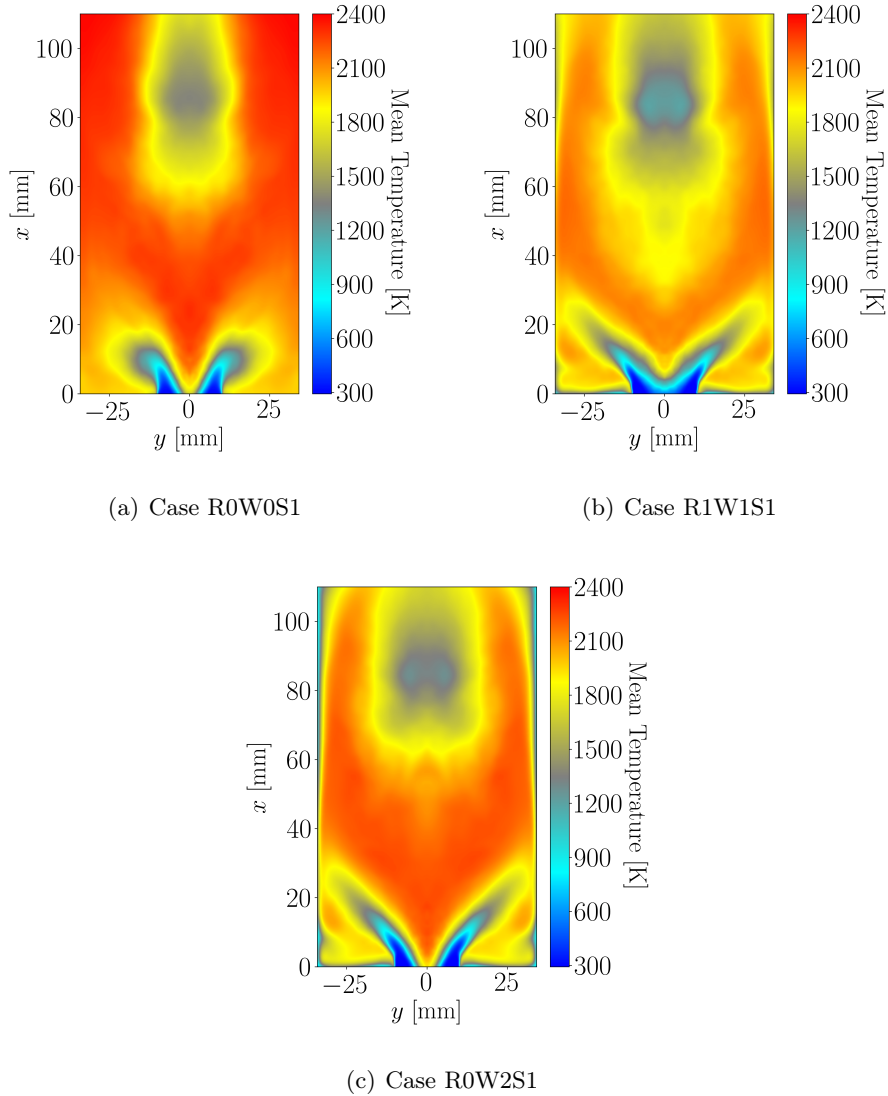 100
80
60
40
20
0
x [mm]
−25 0 25
y [mm]
2400
2100
1800
1500
1200
900
600
300
Mean Temperature [K]
(a) Case R0W0S1
100
80
60
40
20
0
x [mm]
−25 0 25
y [mm]
2400
2100
1800
1500
1200
900
600
300
Mean Temperature [K]
(b) Case R1W1S1
100
80
60
40
20
0
x [mm]
−25 0 25
y [mm]
2400
2100
1800
1500
1200
900
600
300
Mean Temperature [K]
(c) Case R0W2S1